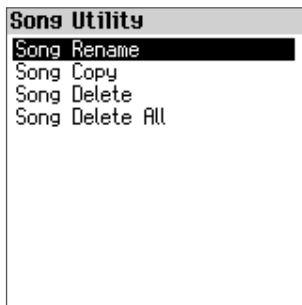 Song Utility
Song Rename
Song Copy
Song Delete
Song Delete All